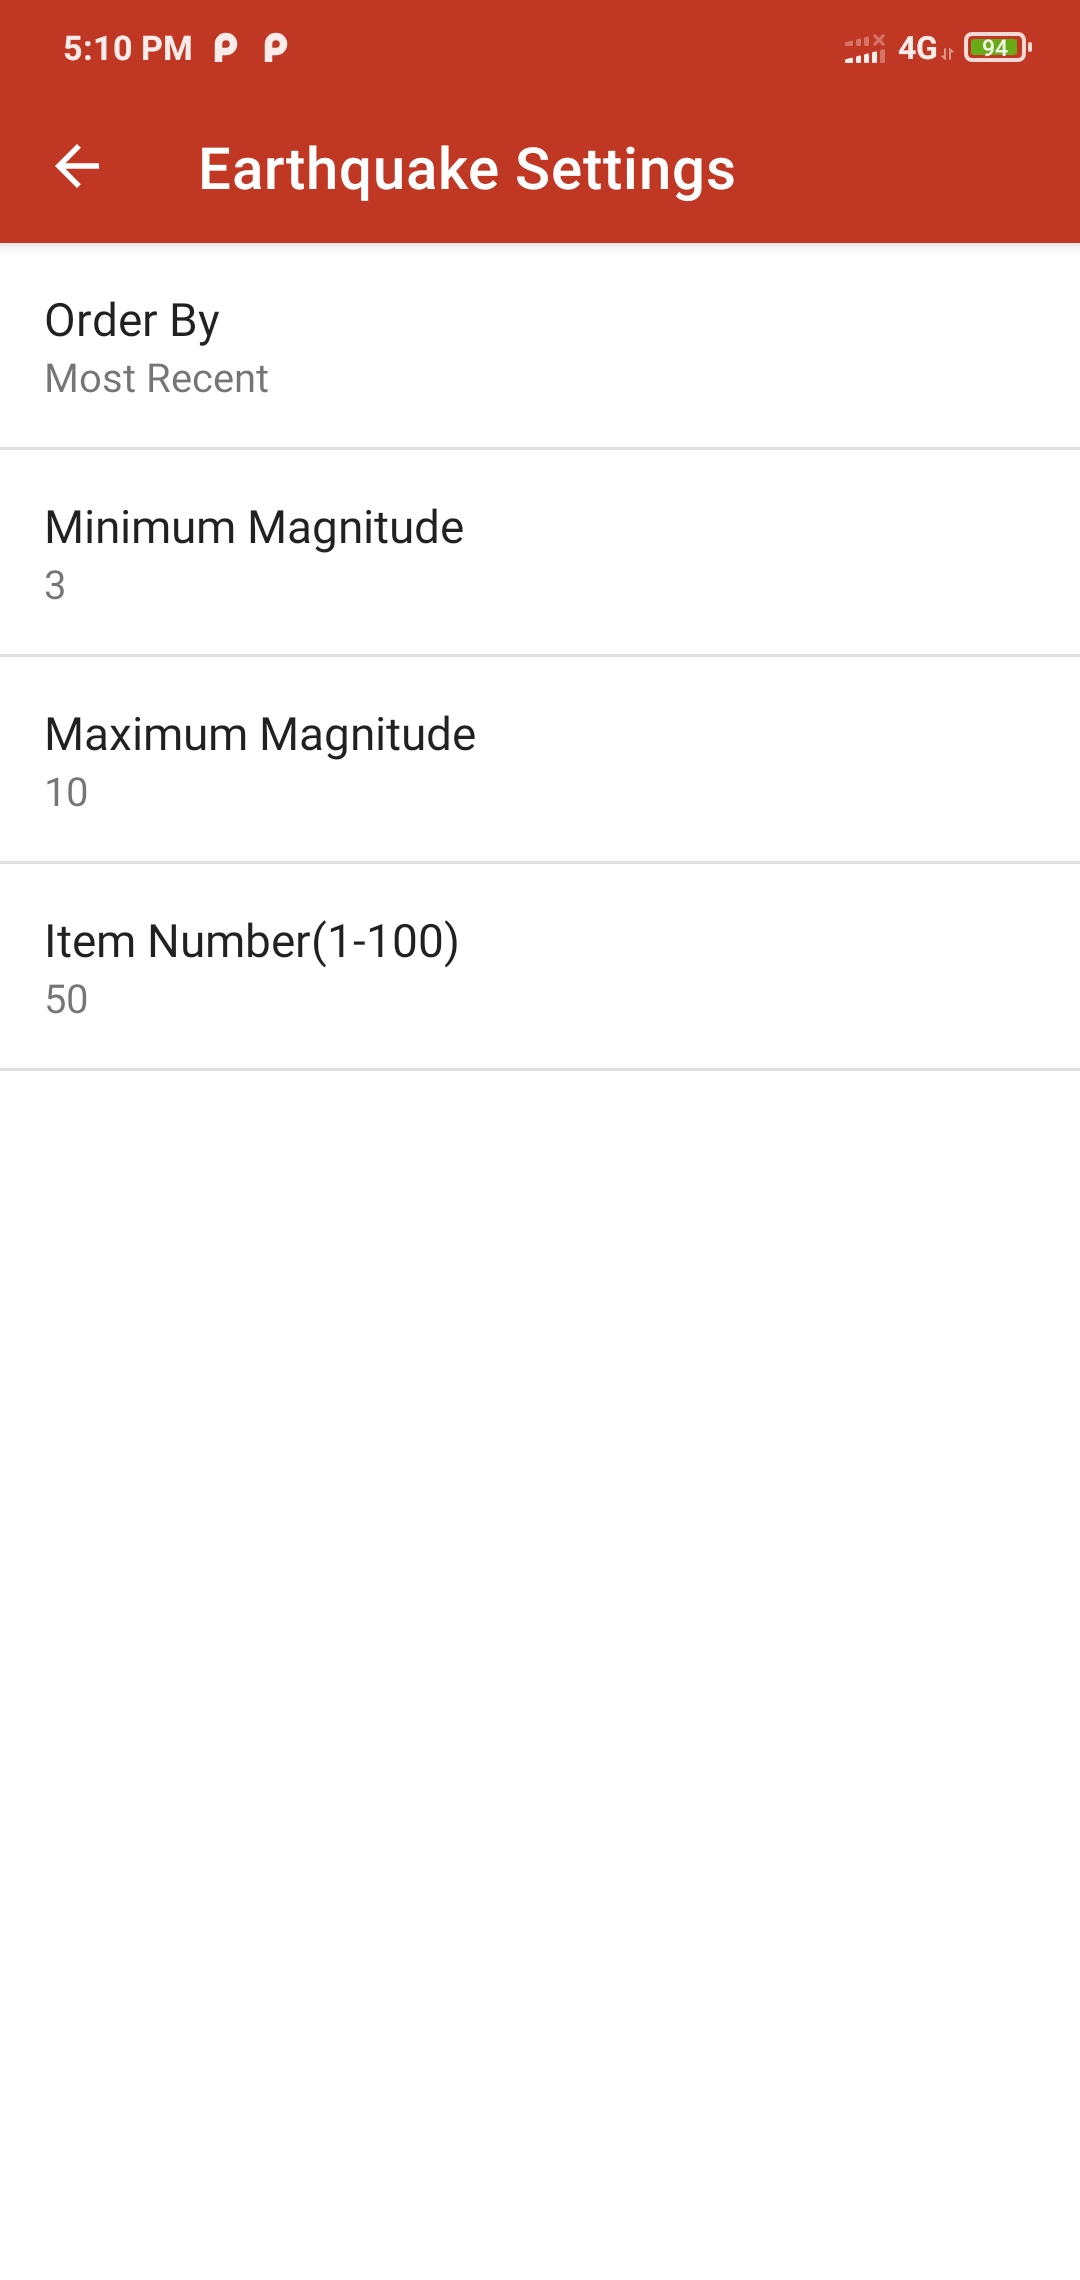 5:10 PM
4G 94
Earthquake Settings
Order By
Most Recent
Minimum Magnitude
3
Maximum Magnitude
10
Item Number(1-100)
50